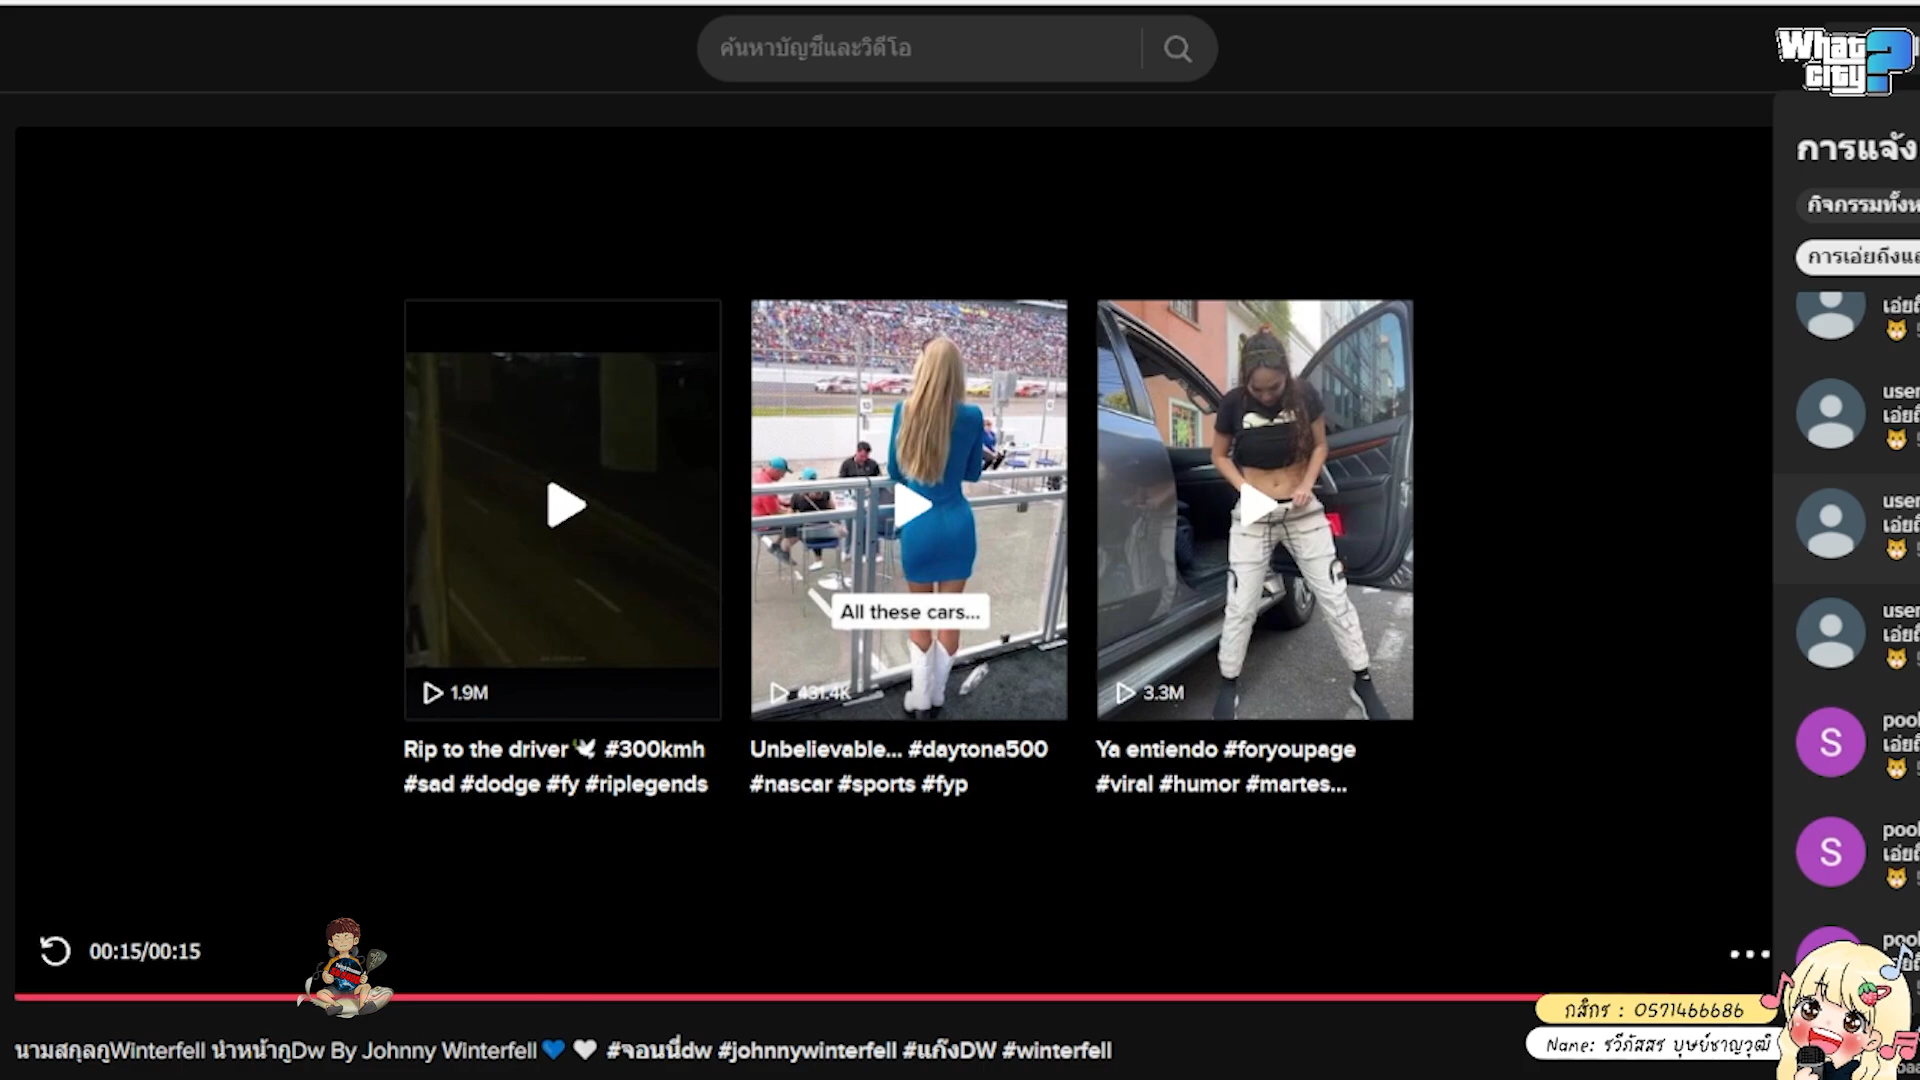 ค้นหาบัญชีและวิดีโอ
What city?
การแจ้ง
กิจกรรมทั้งห
การเอ่ยถึงแล
เอ่ยถึ
user
เอ่ยถึ
user
เอ่ยถึ
user
เอ่ยถึ
S
pool
เอ่ยถึ
S
pool
เอ่ยถึ
pool
All these cars...
1.9M
431.4K
3.3M
Rip to the driver 🕊 #300kmh
#sad #dodge #fy #riplegends
Unbelievable... #daytona500
#nascar #sports #fyp
Ya entiendo #foryoupage
#viral #humor #martes...
00:15/00:15
กสิกร : 0571466686
Name: รวีภัสสร บุษย์ชาญวุฒิ
นามสกุลกูWinterfell นำหน้ากูDw By Johnny Winterfell💙 🤍 #จอนนี่dw #johnnywinterfell #แก๊งDW #winterfell